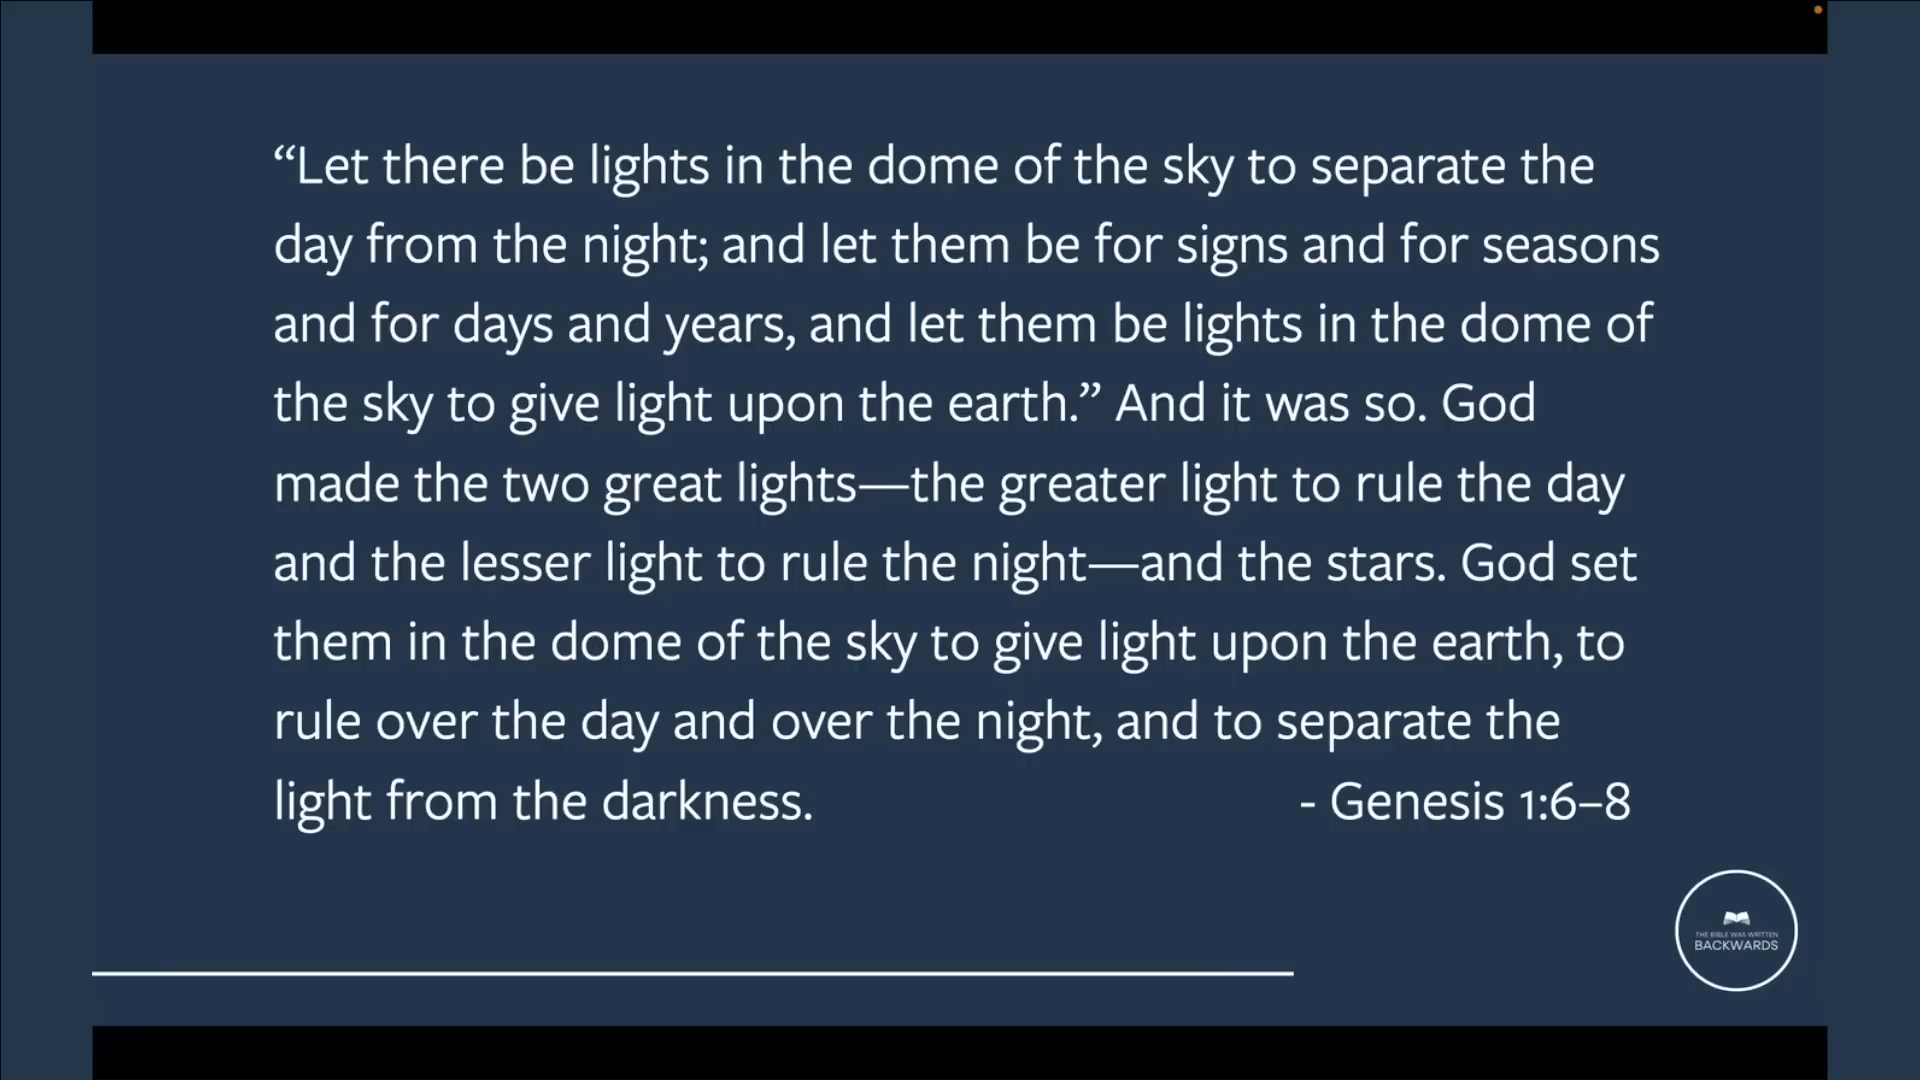 “Let there be lights in the dome of the sky to separate the
day from the night; and let them be for signs and for seasons
and for days and years, and let them be lights in the dome of
the sky to give light upon the earth.” And it was so. God
made the two great lights—the greater light to rule the day
and the lesser light to rule the night—and the stars. God set
them in the dome of the sky to give light upon the earth, to
rule over the day and over the night, and to separate the
light from the darkness.
- Genesis 1:6–8
THE BIBLE WAS WRITTEN
BACKWARDS